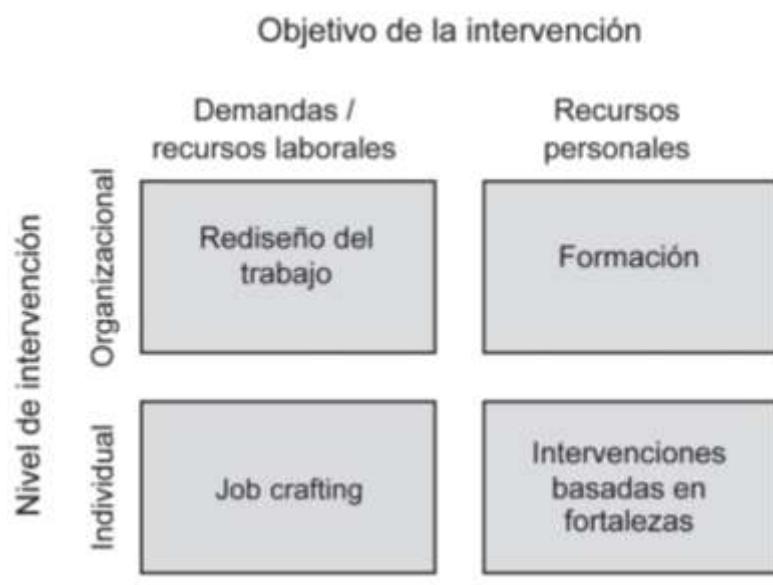 Objetivo de la intervención
Demandas /
recursos laborales
Recursos
personales
Nivel de intervención
Organizacional
Rediseño del
trabajo
Formación
Individual
Job crafting
Intervenciones
basadas en
fortalezas